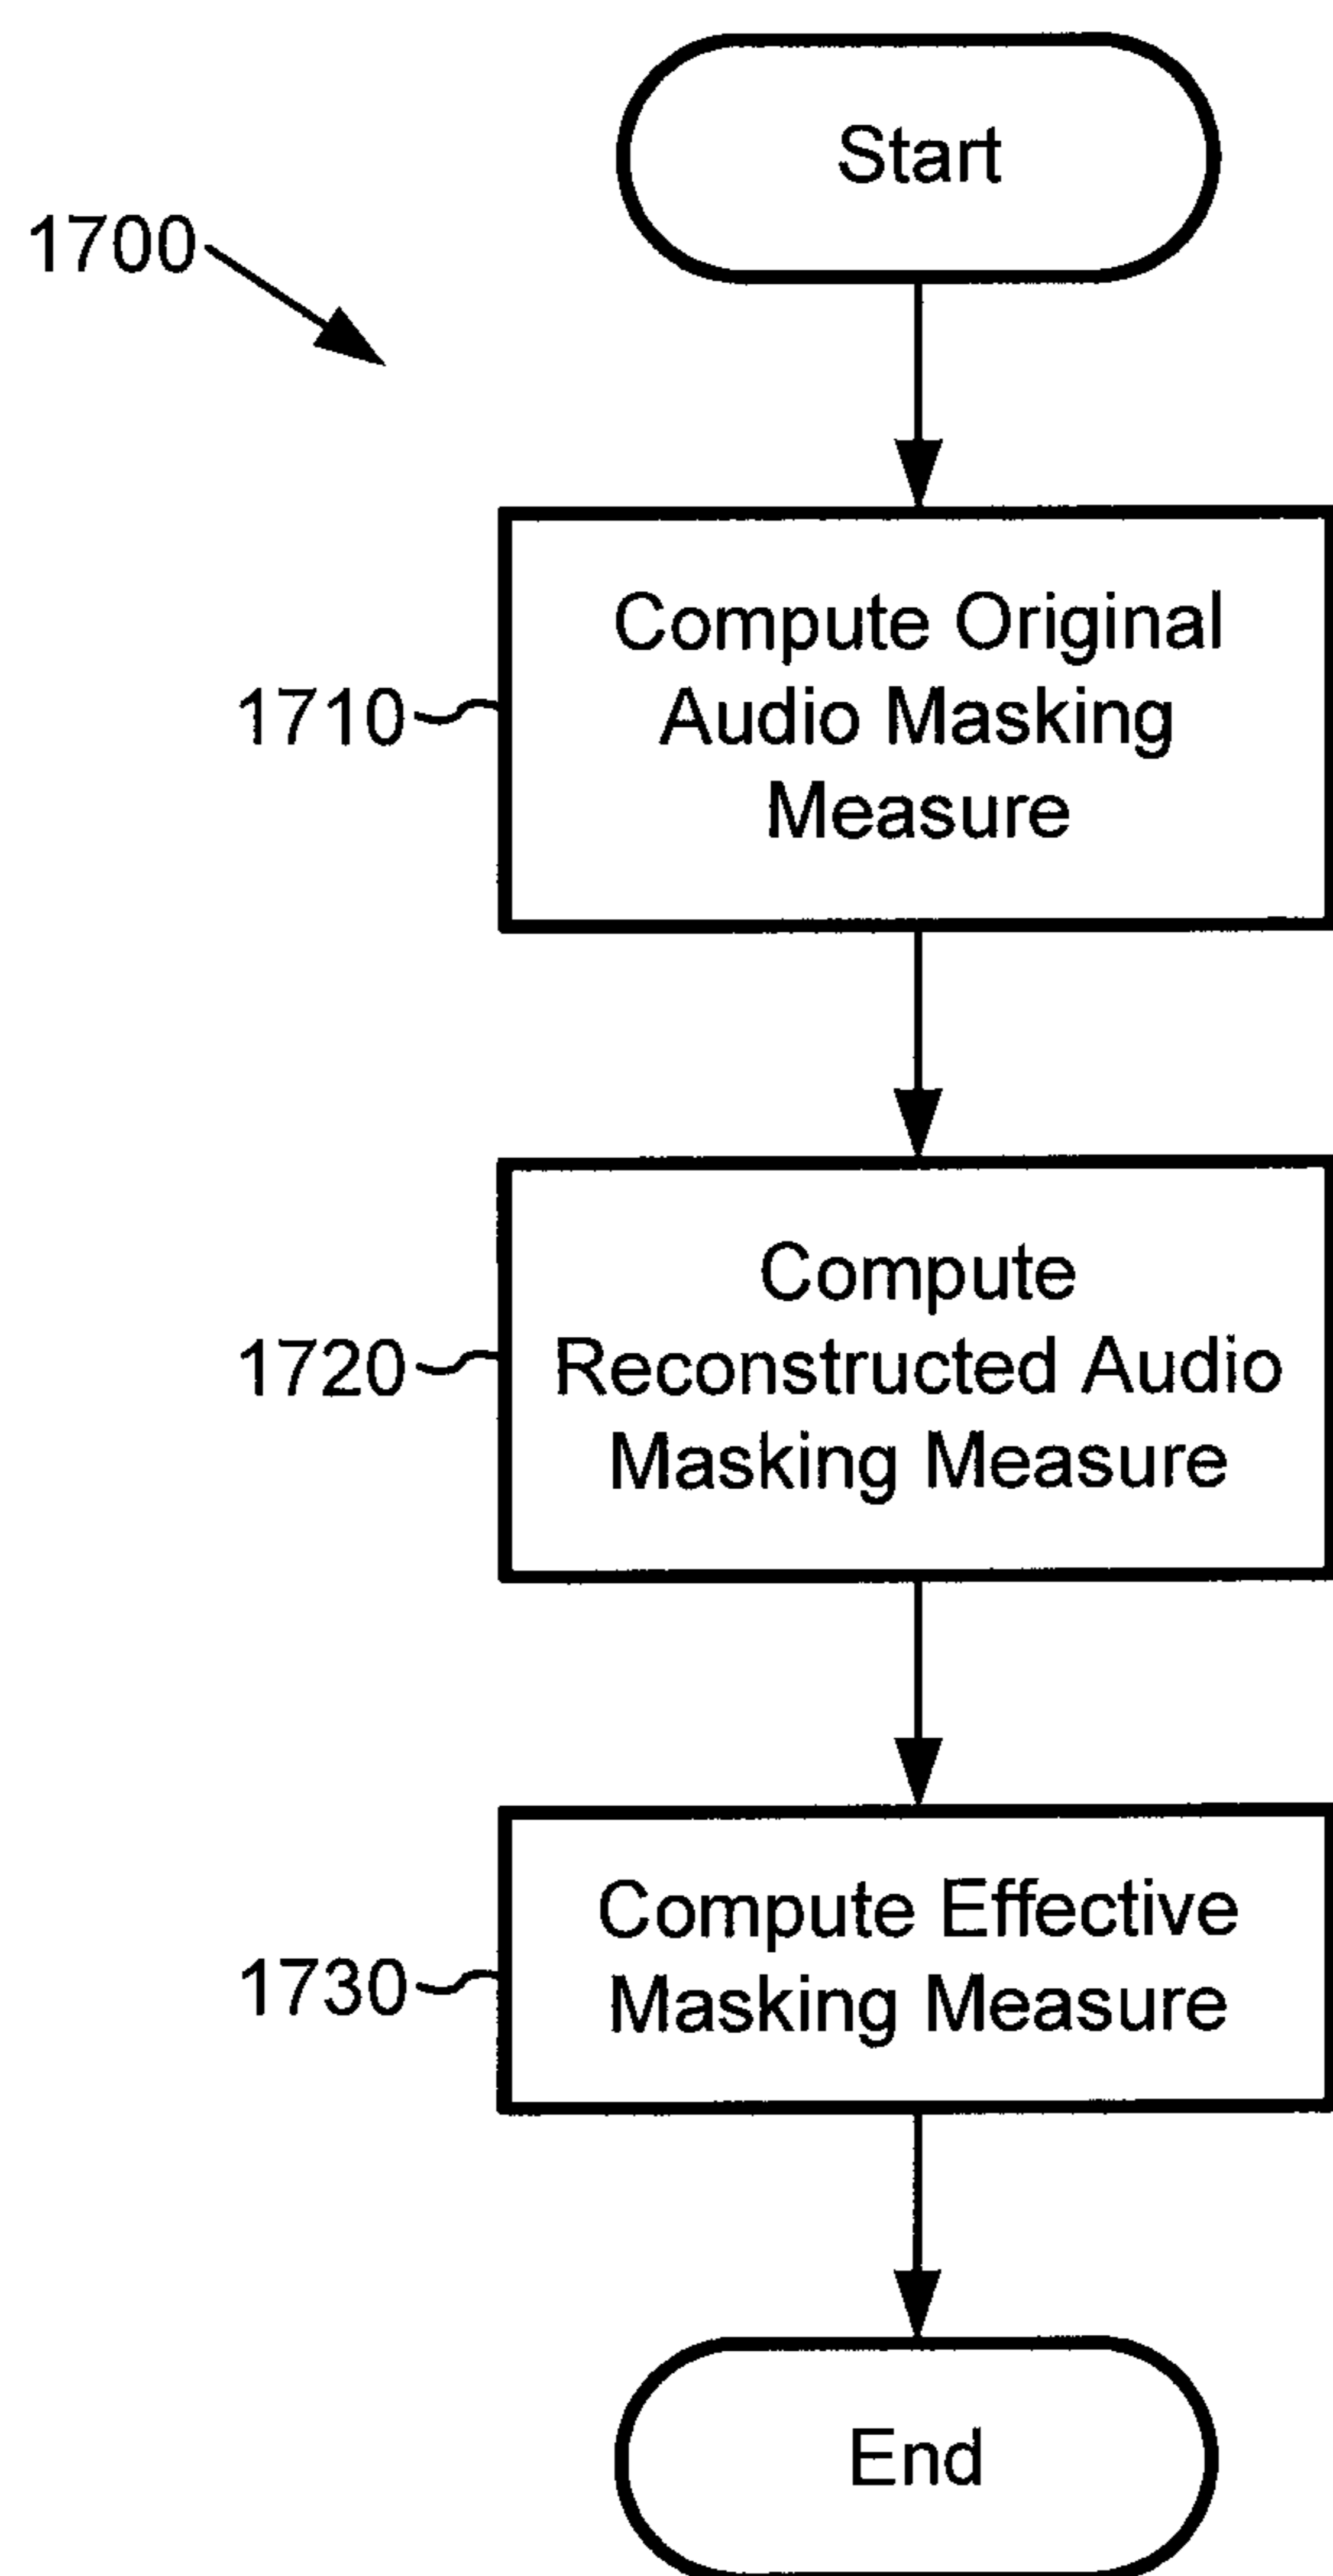 Start
1700
Compute Original
Audio Masking
Measure
1710
Compute
Reconstructed Audio
Masking Measure
1720
Compute Effective
Masking Measure
1730
End